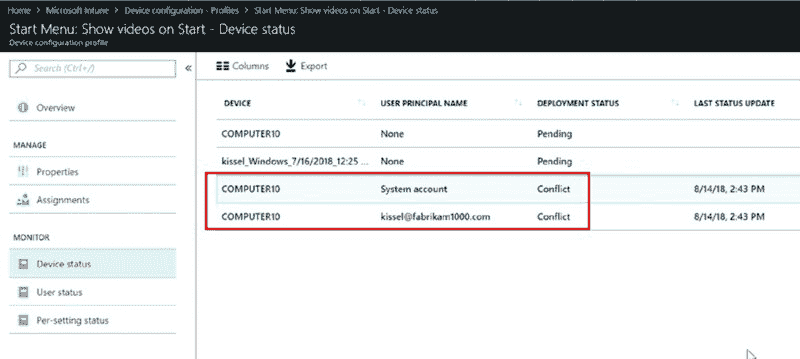 Home > Microsoft Intune > Device configuration - Profiles > Start Menu: Show videos on Start - Device status
Start Menu: Show videos on Start - Device status
Device configuration profile
Search (Ctrl+/)
«
Columns
Export
Overview
MANAGE
Properties
Assignments
MONITOR
Device status
User status
Per-setting status
DEVICE USER PRINCIPAL NAME DEPLOYMENT STATUS LAST STATUS UPDATE
COMPUTER10 None Pending
kissel_Windows_7/16/2018_12:25 ... None Pending
COMPUTER10 System account Conflict 8/14/18, 2:43 PM
COMPUTER10 kissel@fabrikam1000.com Conflict 8/14/18, 2:43 PM